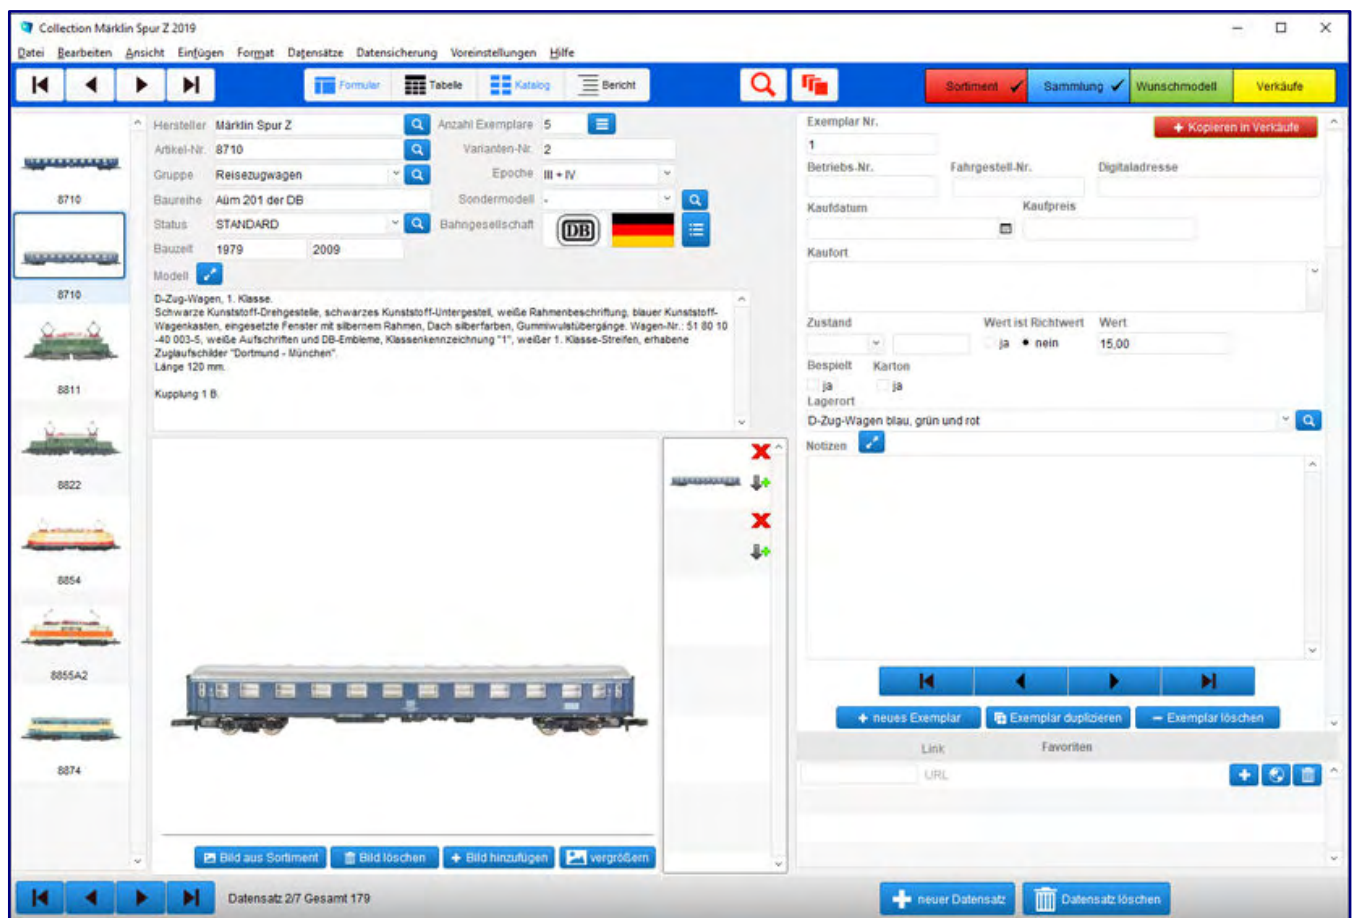 Collection Märklin Spur Z 2019
Datei Bearbeiten Ansicht Einfügen Format Datensätze Datensicherung Voreinstellungen Hilfe
Formular Tabelle Katalog Bericht Sortiment Sammlung Wunschmodell Verkäufe
8710
8710
8811
8822
8854
8855A2
8874
Hersteller Märklin Spur Z Anzahl Exemplare 5
Artikel-Nr. 8710 Varianten-Nr. 2
Gruppe Reisezugwagen Epoche III + IV
Baureihe Aüm 201 der DB Sondermodell -
Status STANDARD Bahngesellschaft DB
Bauzeit 1979 2009
Modell
D-Zug-Wagen, 1. Klasse.
Schwarze Kunststoff-Drehgestelle, schwarzes Kunststoff-Untergestell, weiße Rahmenbeschriftung, blauer Kunststoff-
Wagenkasten, eingesetzte Fenster mit silbernem Rahmen, Dach silberfarben, Gummiwulstübergänge. Wagen-Nr.: 51 80 10
-40 003-5, weiße Aufschriften und DB-Embleme, Klassenkennzeichnung "1", weißer 1. Klasse-Streifen, erhabene
Zuglaufschilder "Dortmund - München".
Länge 120 mm.
Kupplung 1 B.
Bild aus Sortiment Bild löschen Bild hinzufügen vergrößern
Exemplar Nr. Kopieren in Verkäufe
1
Betriebs-Nr. Fahrgestell-Nr. Digitaladresse
Kaufdatum Kaufpreis
Kaufort
Zustand Wert ist Richtwert Wert
ja nein 15,00
Bespielt Karton
ja ja
Lagerort
D-Zug-Wagen blau, grün und rot
Notizen
neues Exemplar Exemplar duplizieren Exemplar löschen
Link Favoriten
URL
Datensatz 2/7 Gesamt 179 neuer Datensatz Datensatz löschen